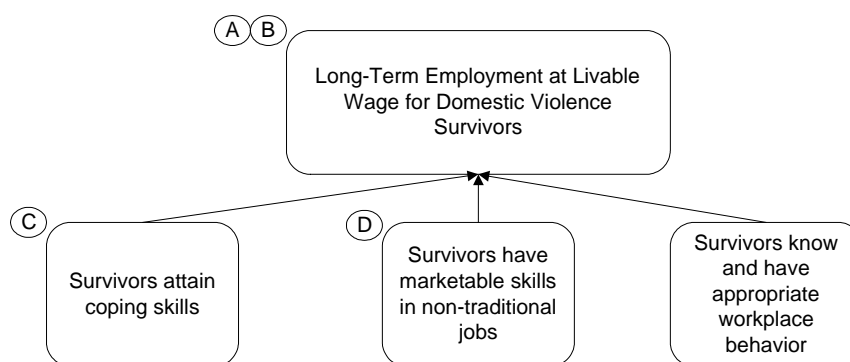 A B
Long-Term Employment at Livable
Wage for Domestic Violence
Survivors
C
Survivors attain
coping skills
D
Survivors have
marketable skills
in non-traditional
jobs
Survivors know
and have
appropriate
workplace
behavior